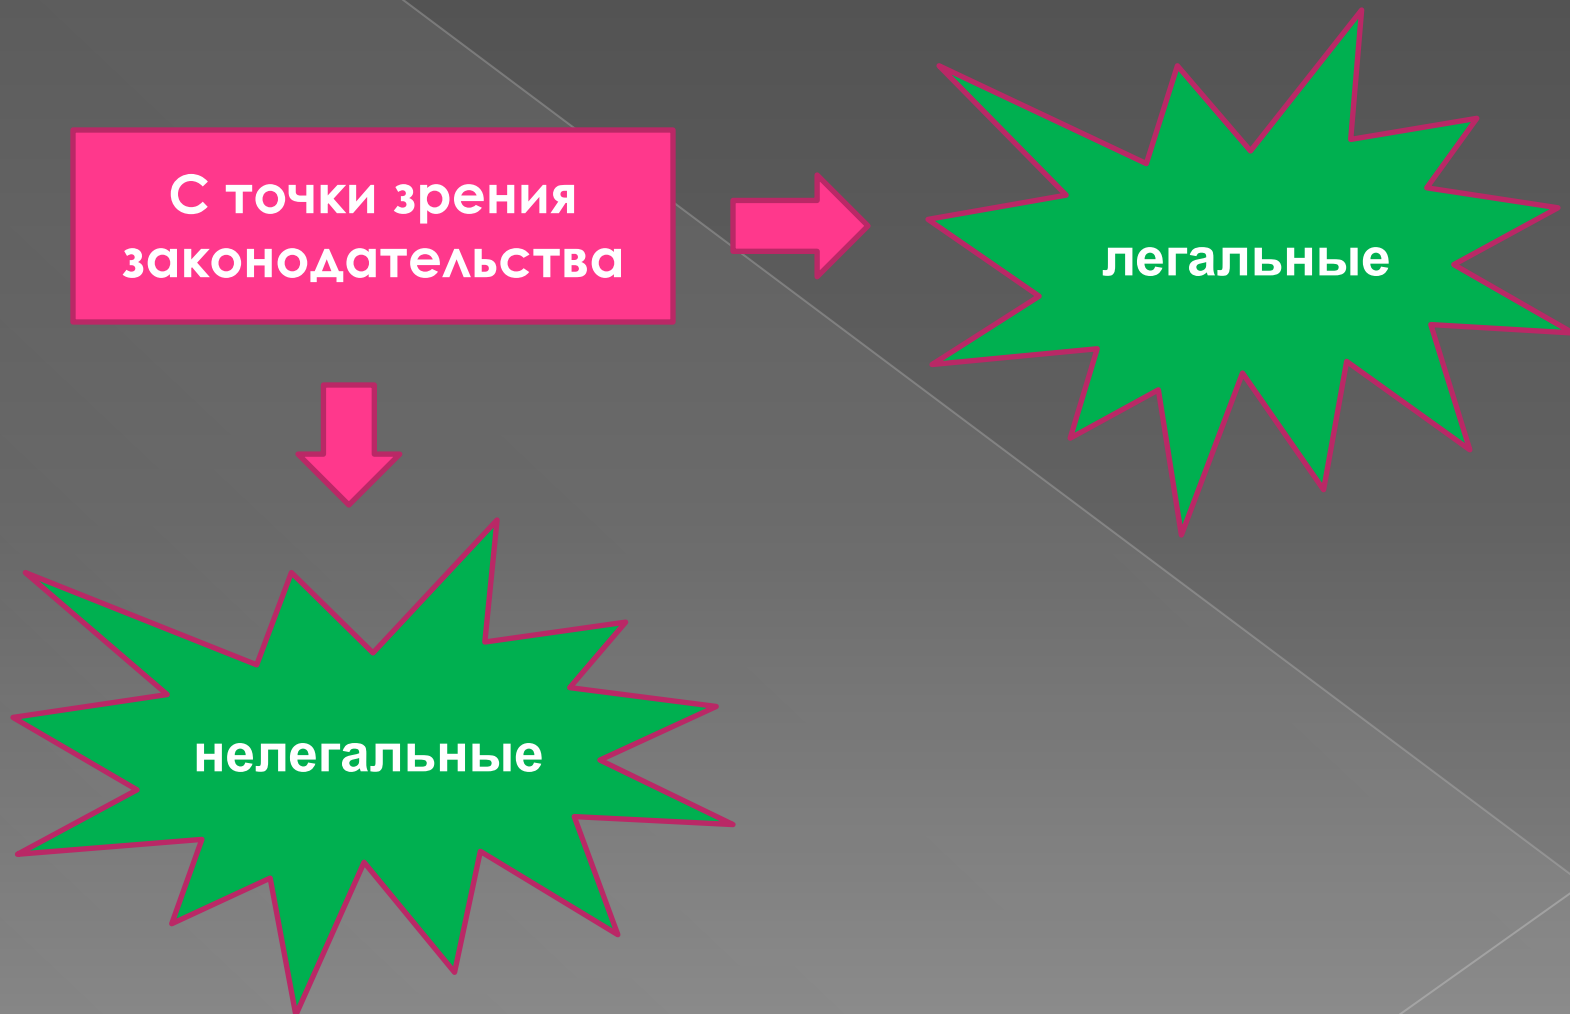 С точки зрения
законодательства
легальные
нелегальные